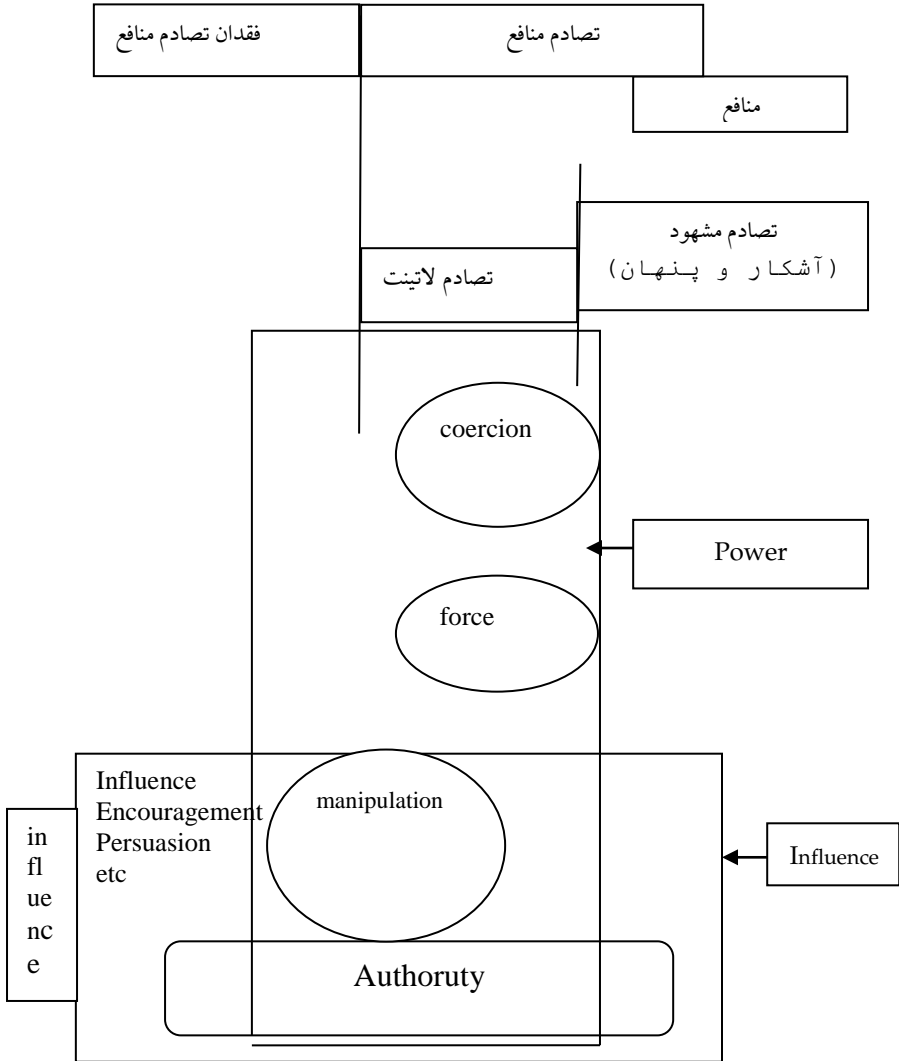 تصادم منافع
فقدان تصادم منافع
منافع
تصادم مشهود
(آشکار و پنهان)
تصادم لاتینت
coercion
Power
force
Influence
Encouragement
Persuasion
etc
manipulation
in
fl
ue
nc
e
Influence
Authoruty